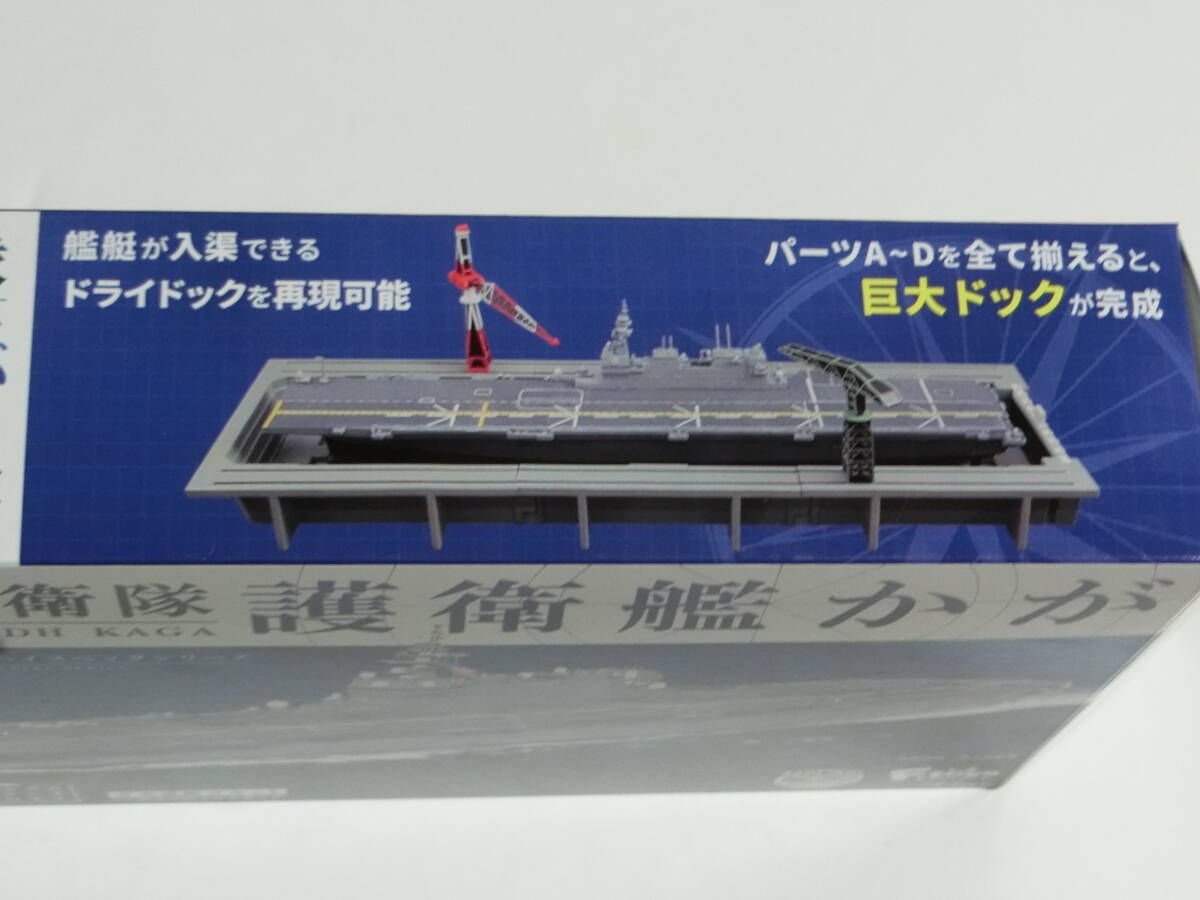 艦艇が入渠できる
ドライドックを再現可能
パーツA~Dを全て揃えると、
巨大ドックが完成
衛隊 護衛艦かが
DH KAGA